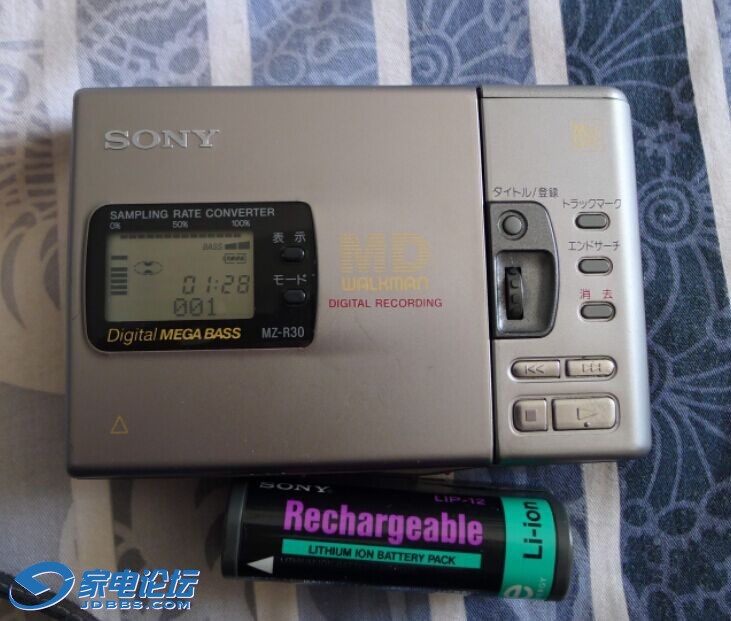 SONY
SAMPLING RATE CONVERTER
0% 50% 100%
BASS
表示
01:28
モード
001
Digital MEGA BASS
MZ-R30
MD
WALKMAN
DIGITAL RECORDING
タイトル/登録
トラックマーク
エンドサーチ
消去
SONY
LIP-12
Rechargeable
LITHIUM ION BATTERY PACK
Li-ion
家电论坛
JDBBS.COM